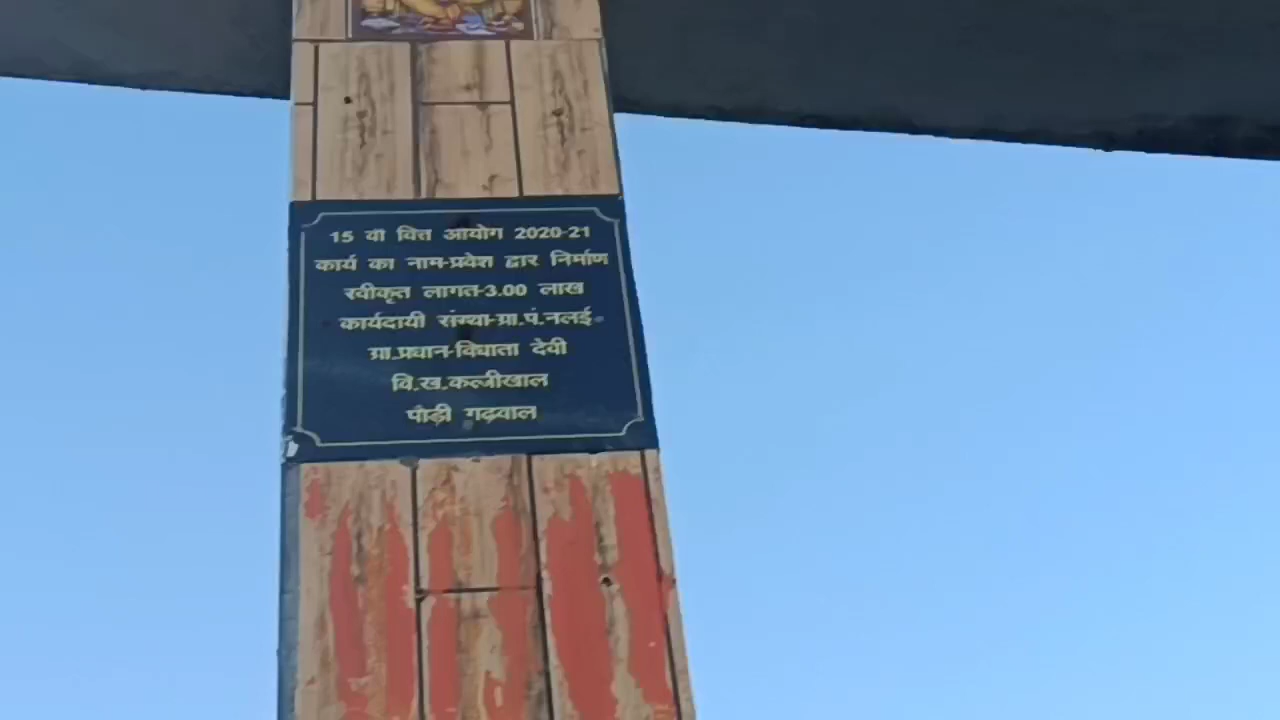 15 वा वित्त आयोग 2020-21
कार्य का नाम-प्रवेश द्वार निर्माण
स्वीकृत लागत-3.00 लाख
कार्यदायी संस्था-ग्रा.पं.नलई
ग्रा.प्रधान-विधाता देवी
वि.ख.कल्जीखाल
पौड़ी गढ़वाल